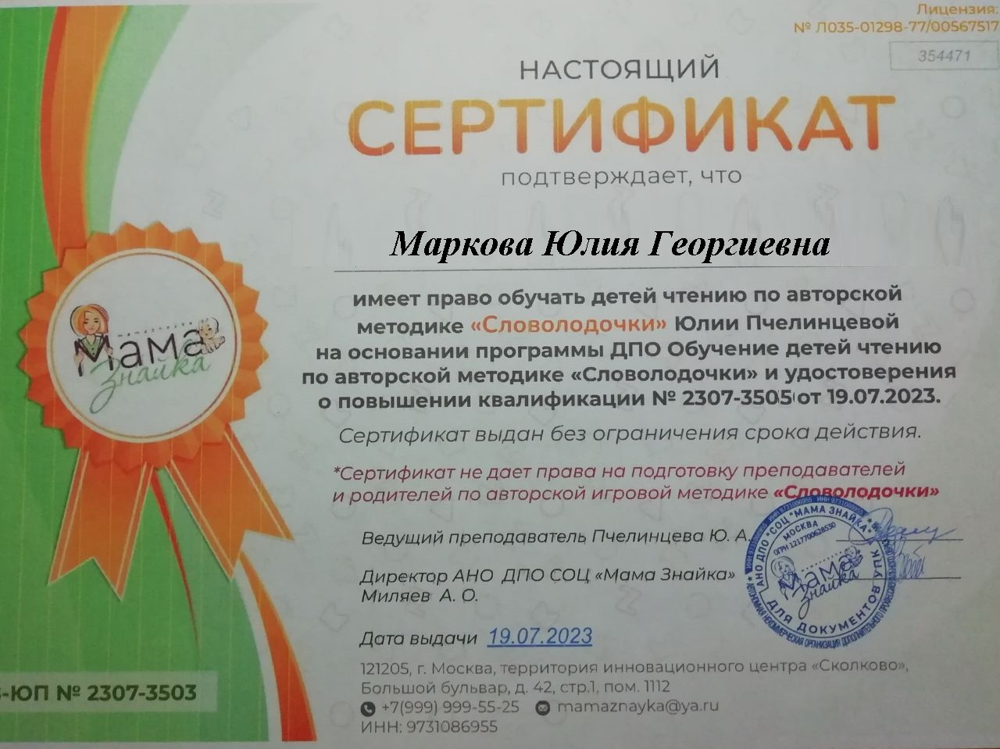 Лицензия:
№ Л035-01298-77/00567517
354471
НАСТОЯЩИЙ
СЕРТИФИКАТ
подтверждает, что
Маркова Юлия Георгиевна
имеет право обучать детей чтению по авторской
методике «Словолодочки» Юлии Пчелинцевой
на основании программы ДПО Обучение детей чтению
по авторской методике «Словолодочки» и удостоверения
о повышении квалификации № 2307-3505 от 19.07.2023.
Сертификат выдан без ограничения срока действия.
*Сертификат не дает права на подготовку преподавателей
и родителей по авторской игровой методике «Словолодочки»
Ведущий преподаватель Пчелинцева Ю. А.
Директор АНО ДПО СОЦ «Мама Знайка»
Миляев А. О.
Дата выдачи 19.07.2023
121205, г. Москва, территория инновационного центра «Сколково»,
Большой бульвар, д. 42, стр.1, пом. 1112
+7(999) 999-55-25 mamaznayka@ya.ru
ИНН: 9731086955
мама
Знайка
-ЮП № 2307-3503
АНО ДПО "СОЦ "МАМА ЗНАЙКА"
МОСКВА
ОГРН 1217700628530
Мама
Знайка
ДЛЯ ДОКУМЕНТОВ УПК
ИНН 9731086955